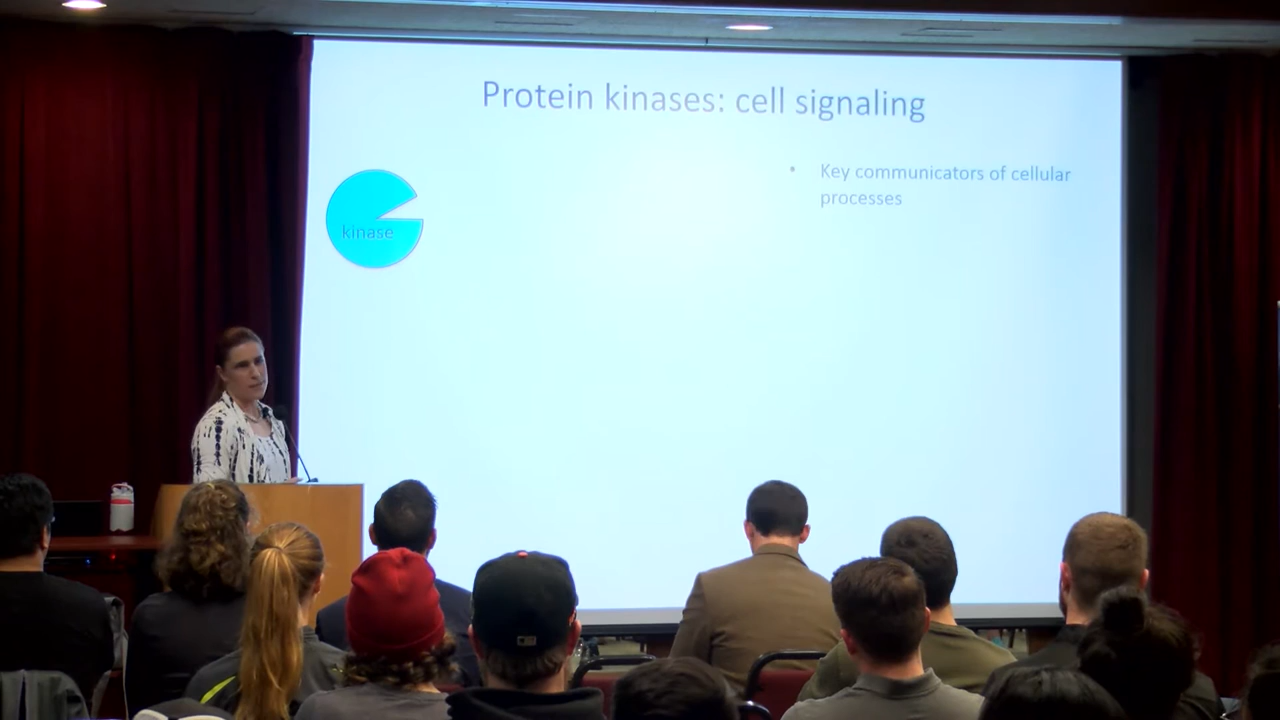 Protein kinases: cell signaling
• Key communicators of cellular
processes
kinase